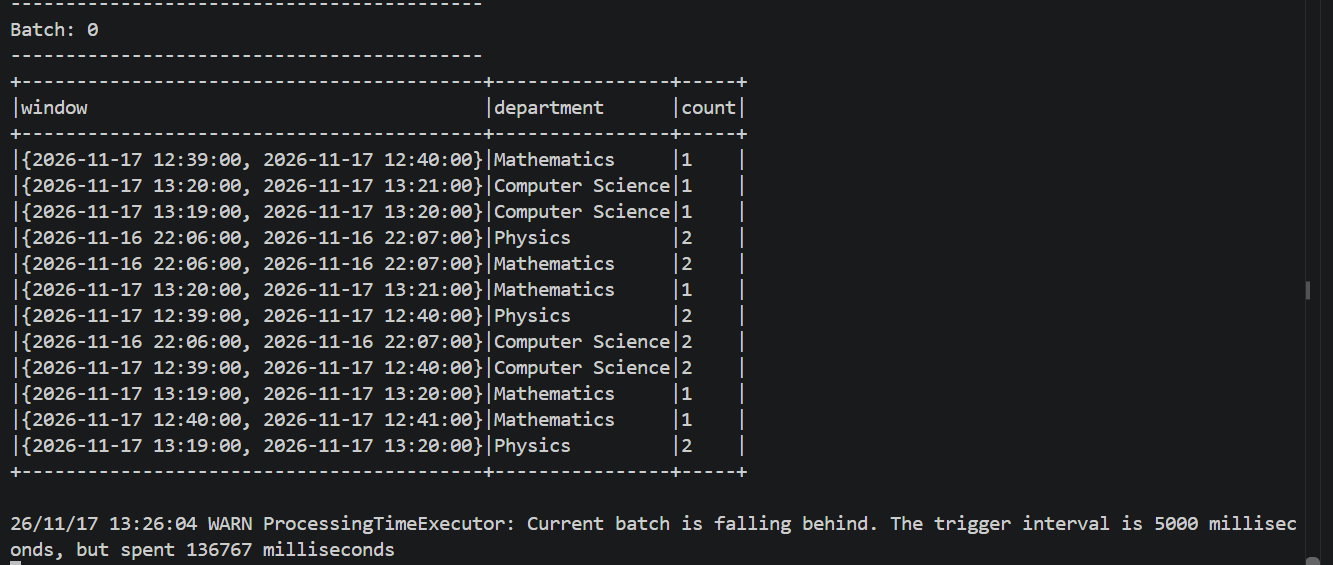 -------------------------------------------
Batch: 0
-------------------------------------------
+------------------------------------------+----------------+-----+
|window                                    |department      |count|
+------------------------------------------+----------------+-----+
|{2026-11-17 12:39:00, 2026-11-17 12:40:00}|Mathematics     |1    |
|{2026-11-17 13:20:00, 2026-11-17 13:21:00}|Computer Science|1    |
|{2026-11-17 13:19:00, 2026-11-17 13:20:00}|Computer Science|1    |
|{2026-11-16 22:06:00, 2026-11-16 22:07:00}|Physics         |2    |
|{2026-11-16 22:06:00, 2026-11-16 22:07:00}|Mathematics     |2    |
|{2026-11-17 13:20:00, 2026-11-17 13:21:00}|Mathematics     |1    |
|{2026-11-17 12:39:00, 2026-11-17 12:40:00}|Physics         |2    |
|{2026-11-16 22:06:00, 2026-11-16 22:07:00}|Computer Science|2    |
|{2026-11-17 12:39:00, 2026-11-17 12:40:00}|Computer Science|2    |
|{2026-11-17 13:19:00, 2026-11-17 13:20:00}|Mathematics     |1    |
|{2026-11-17 12:40:00, 2026-11-17 12:41:00}|Mathematics     |1    |
|{2026-11-17 13:19:00, 2026-11-17 13:20:00}|Physics         |2    |
+------------------------------------------+----------------+-----+
26/11/17 13:26:04 WARN ProcessingTimeExecutor: Current batch is falling behind. The trigger interval is 5000 millisec
onds, but spent 136767 milliseconds